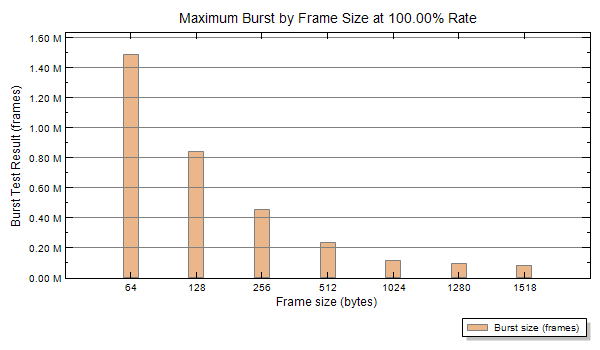 Maximum Burst by Frame Size at 100.00% Rate
Burst Test Result (frames)
1.60 M
1.40 M
1.20 M
1.00 M
0.80 M
0.60 M
0.40 M
0.20 M
0.00 M
64 128 256 512 1024 1280 1518
Frame size (bytes)
Burst size (frames)